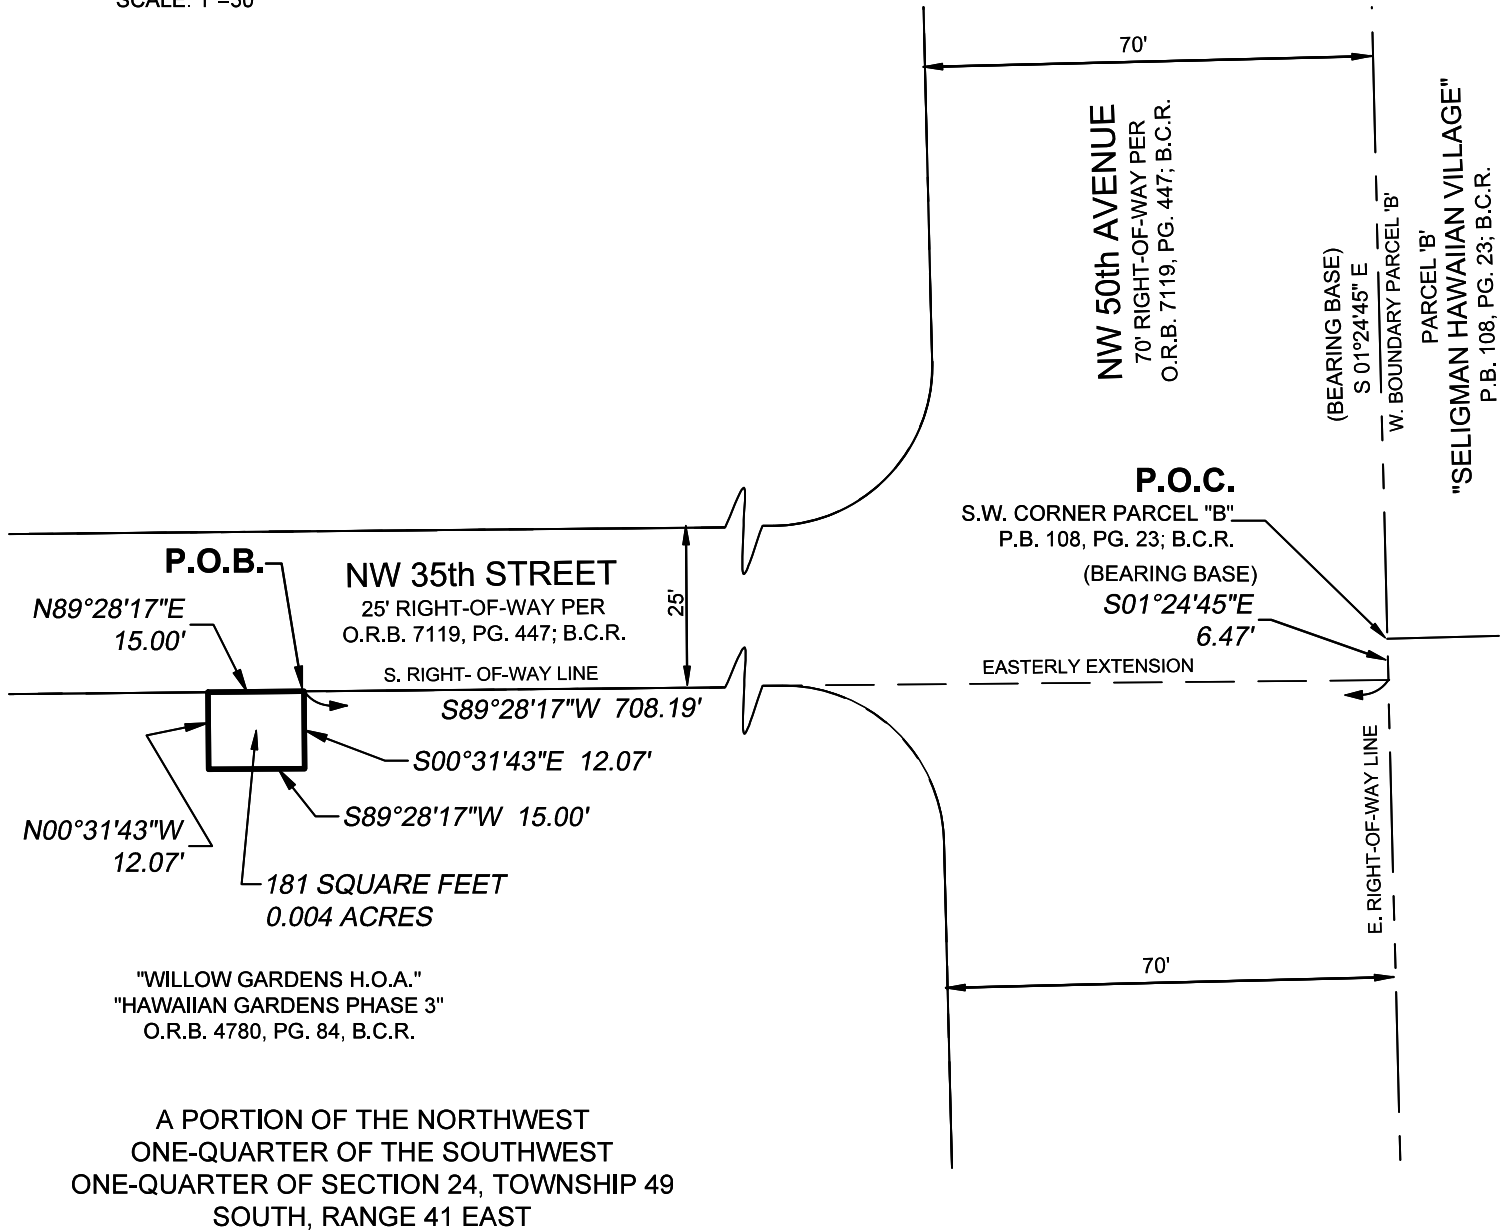 SCALE: 1"=30'
70'
NW 50th AVENUE
70' RIGHT-OF-WAY PER
O.R.B. 7119, PG. 447; B.C.R.
(BEARING BASE)
S 01°24'45" E
W. BOUNDARY PARCEL 'B'
PARCEL 'B'
"SELIGMAN HAWAIIAN VILLAGE"
P.B. 108, PG. 23; B.C.R.
P.O.C.
S.W. CORNER PARCEL "B"
P.B. 108, PG. 23; B.C.R.
(BEARING BASE)
S01°24'45"E
6.47'
EASTERLY EXTENSION
P.O.B.
NW 35th STREET
25' RIGHT-OF-WAY PER
O.R.B. 7119, PG. 447; B.C.R.
25'
N89°28'17"E
15.00'
S. RIGHT- OF-WAY LINE
S89°28'17"W 708.19'
S00°31'43"E 12.07'
S89°28'17"W 15.00'
N00°31'43"W
12.07'
181 SQUARE FEET
0.004 ACRES
E. RIGHT-OF-WAY LINE
70'
"WILLOW GARDENS H.O.A."
"HAWAIIAN GARDENS PHASE 3"
O.R.B. 4780, PG. 84, B.C.R.
A PORTION OF THE NORTHWEST
ONE-QUARTER OF THE SOUTHWEST
ONE-QUARTER OF SECTION 24, TOWNSHIP 49
SOUTH, RANGE 41 EAST